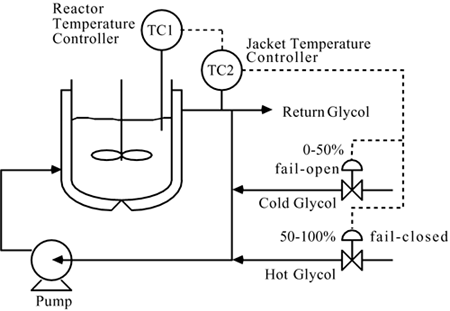 Reactor
Temperature
Controller
TC1
Jacket Temperature
Controller
TC2
Return Glycol
0-50%
fail-open
Cold Glycol
50-100%
fail-closed
Hot Glycol
Pump